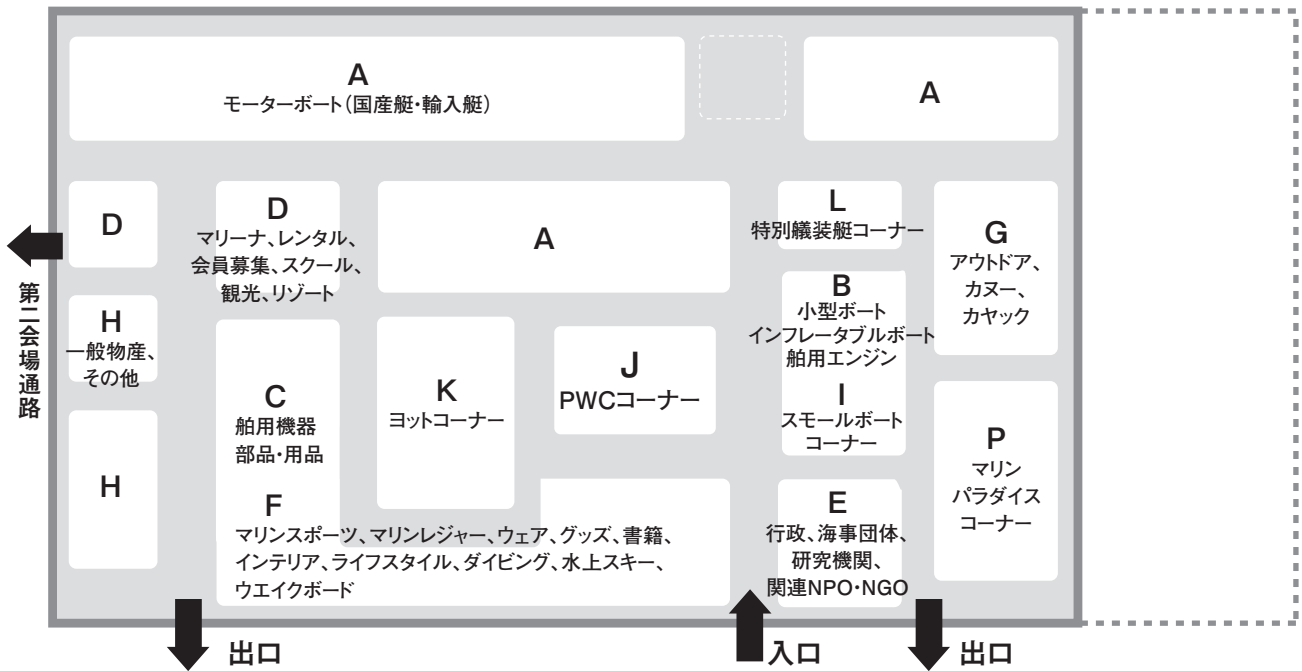 A
モーターボート（国産艇・輸入艇）
A
D
D
マリーナ、レンタル、
会員募集、スクール、
観光、リゾート
A
L
特別艤装艇コーナー
G
アウトドア、
カヌー、
カヤック
第二会場通路
H
一般物産、
その他
C
舶用機器
部品・用品
K
ヨットコーナー
J
PWCコーナー
B
小型ボート
インフレータブルボート
舶用エンジン
I
スモールボート
コーナー
H
F
マリンスポーツ、マリンレジャー、ウェア、グッズ、書籍、
インテリア、ライフスタイル、ダイビング、水上スキー、
ウエイクボード
E
行政、海事団体、
研究機関、
関連NPO・NGO
P
マリン
パラダイス
コーナー
出口
入口
出口